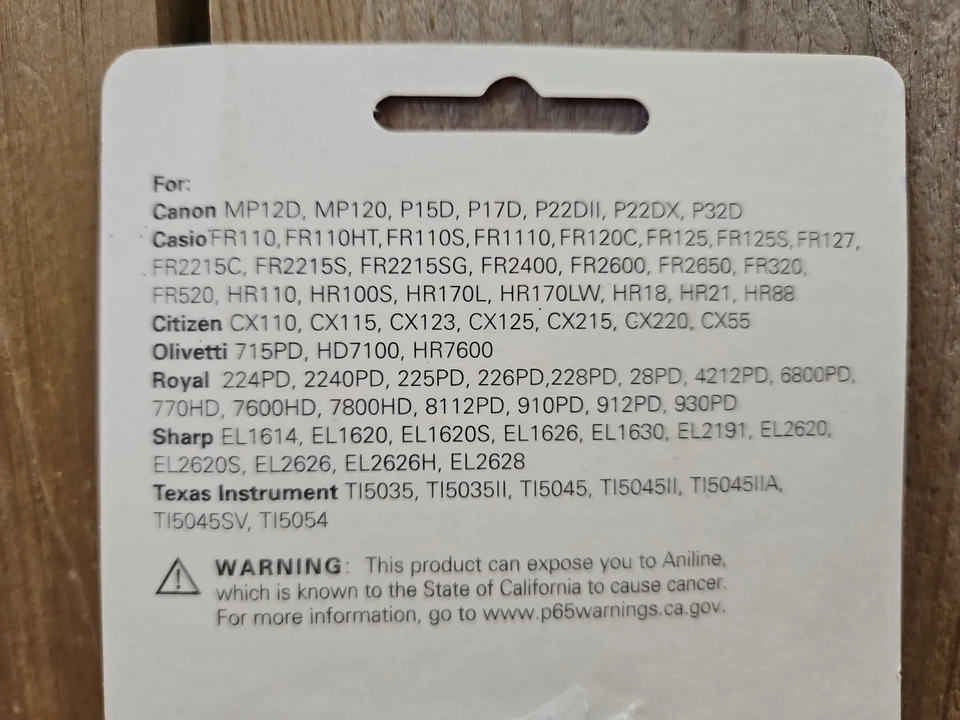 For:
Canon MP12D, MP120, P15D, P17D, P22DII, P22DX, P32D
Casio FR110, FR110HT, FR110S, FR1110, FR120C, FR125, FR125S, FR127,
FR2215C, FR2215S, FR2215SG, FR2400, FR2600, FR2650, FR320,
FR520, HR110, HR100S, HR170L, HR170LW, HR18, HR21, HR88
Citizen CX110, CX115, CX123, CX125, CX215, CX220, CX55
Olivetti 715PD, HD7100, HR7600
Royal 224PD, 2240PD, 225PD, 226PD,228PD, 28PD, 4212PD, 6800PD,
770HD, 7600HD, 7800HD, 8112PD, 910PD, 912PD, 930PD
Sharp EL1614, EL1620, EL1620S, EL1626, EL1630, EL2191, EL2620,
EL2620S, EL2626, EL2626H, EL2628
Texas Instrument TI5035, TI5035II, TI5045, TI5045II, TI5045IIA,
TI5045SV, TI5054
WARNING: This product can expose you to Aniline,
which is known to the State of California to cause cancer.
For more information, go to www.p65warnings.ca.gov.